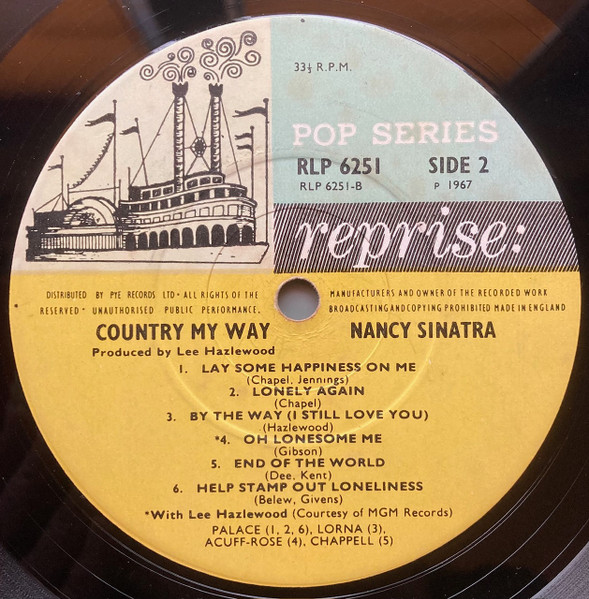 33⅓ R.P.M.
POP SERIES
RLP 6251 SIDE 2
RLP 6251-B P 1967
reprise:
DISTRIBUTED BY PYE RECORDS LTD · ALL RIGHTS OF THE MANUFACTURERS AND OWNER OF THE RECORDED WORK
RESERVED · UNAUTHORISED PUBLIC PERFORMANCE, BROADCASTING AND COPYING PROHIBITED MADE IN ENGLAND
COUNTRY MY WAY NANCY SINATRA
Produced by Lee Hazlewood
1. LAY SOME HAPPINESS ON ME
(Chapel, Jennings)
2. LONELY AGAIN
(Chapel)
3. BY THE WAY (I STILL LOVE YOU)
(Hazlewood)
*4. OH LONESOME ME
(Gibson)
5. END OF THE WORLD
(Dee, Kent)
6. HELP STAMP OUT LONELINESS
(Belew, Givens)
*With Lee Hazlewood (Courtesy of MGM Records)
PALACE (1, 2, 6), LORNA (3),
ACUFF-ROSE (4), CHAPPELL (5)